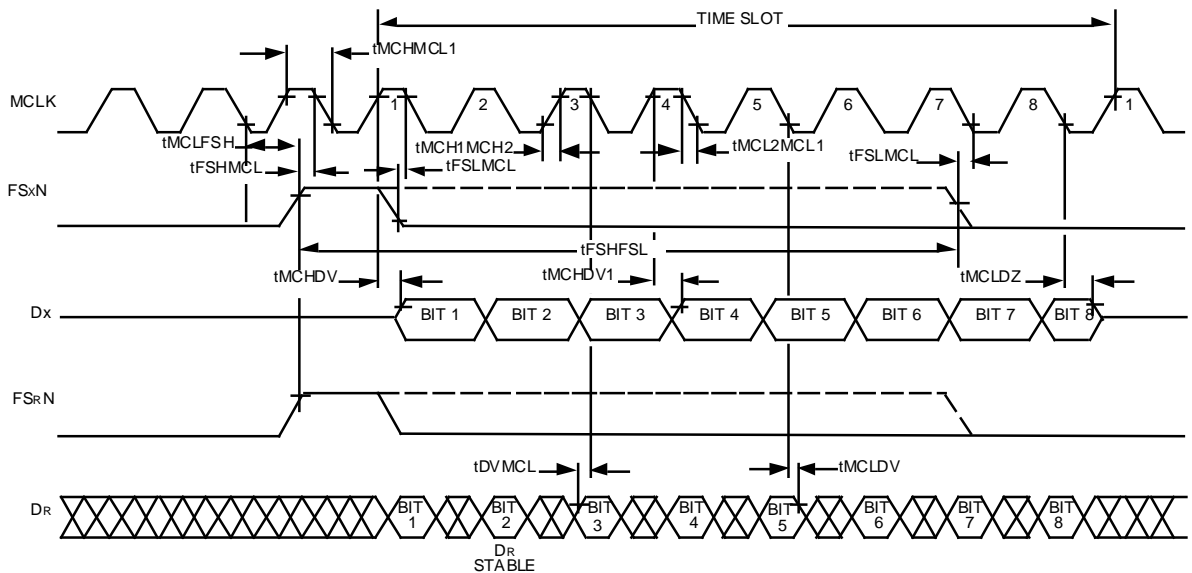 TIME SLOT
tMCHMCL1
MCLK
1 2 3 4 5 6 7 8 1
tMCLFSH
tMCH1MCH2
tMCL2MCL1
tFSHMCL
tFSLMCL
tFSLMCL
FSXN
tFSHFSL
tMCHDV
tMCHDV1
tMCLDZ
DX
BIT 1 BIT 2 BIT 3 BIT 4 BIT 5 BIT 6 BIT 7 BIT 8
FSRN
tDVMCL
tMCLDV
DR
BIT BIT BIT BIT BIT BIT BIT BIT
1 2 3 4 5 6 7 8
DR
STABLE